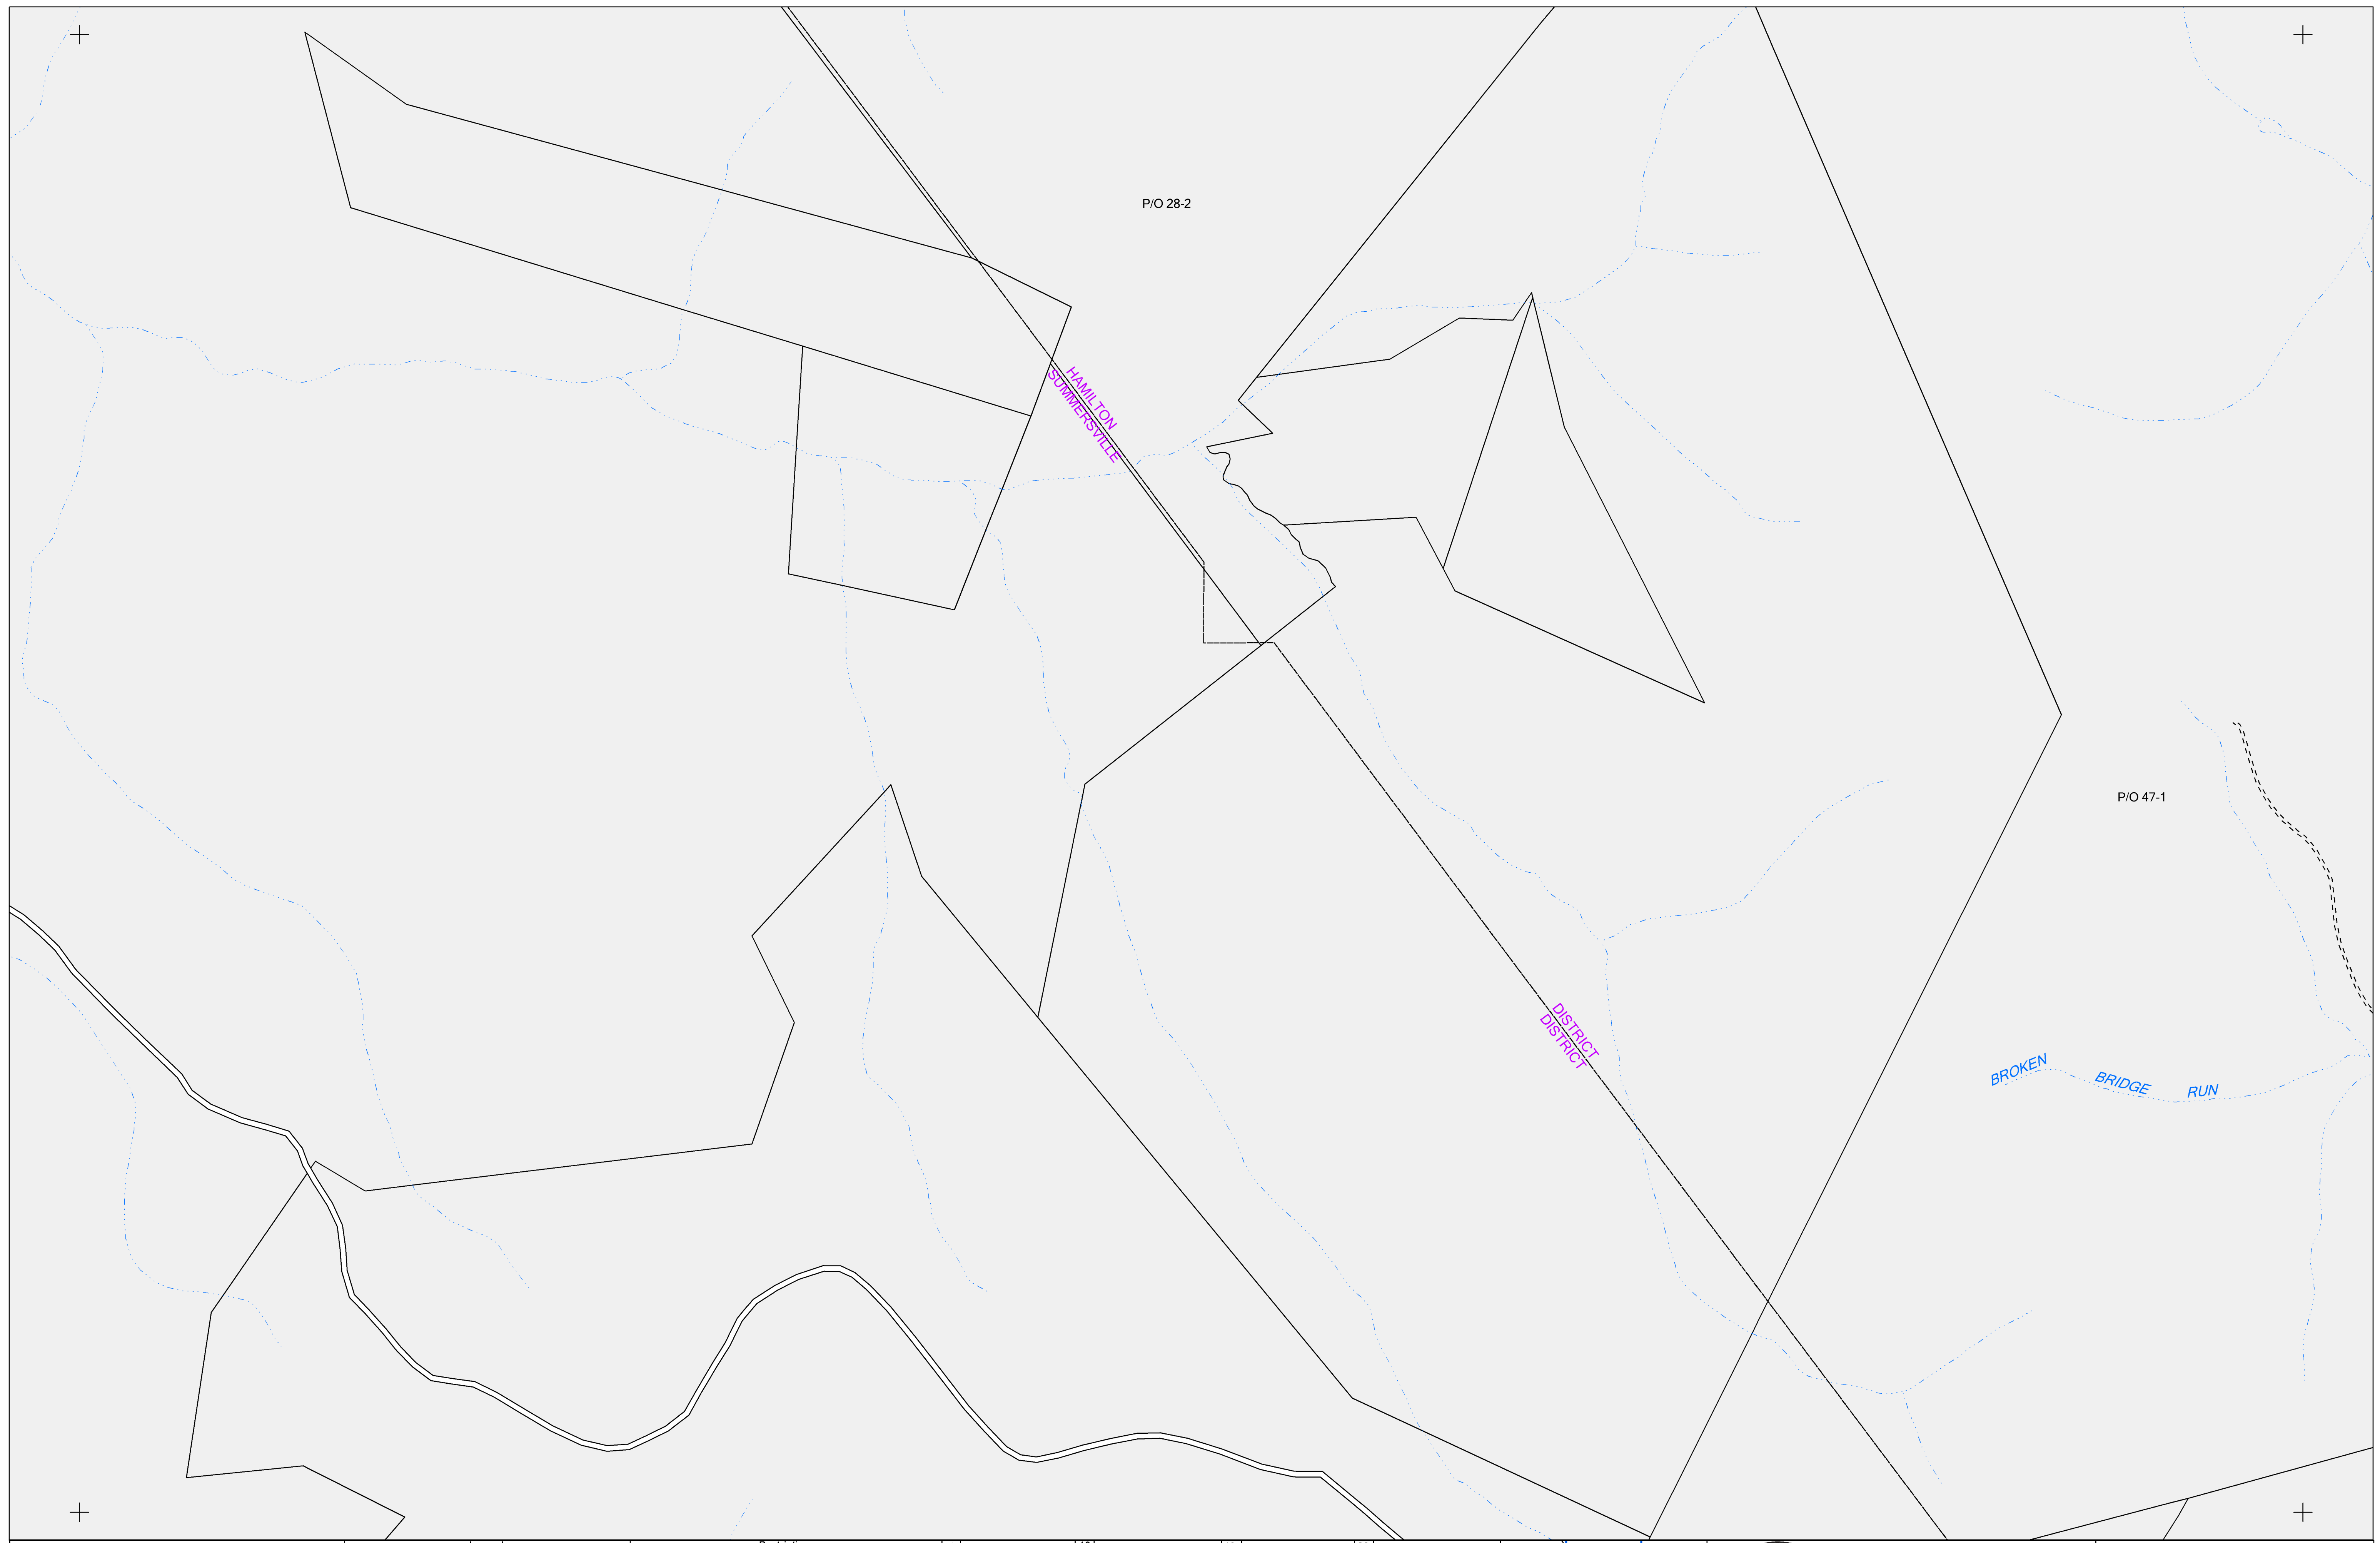 P/O 28-2
HAMILTON
SUMMERSVILLE
P/O 47-1
DISTRICT
DISTRICT
BROKEN BRIDGE RUN